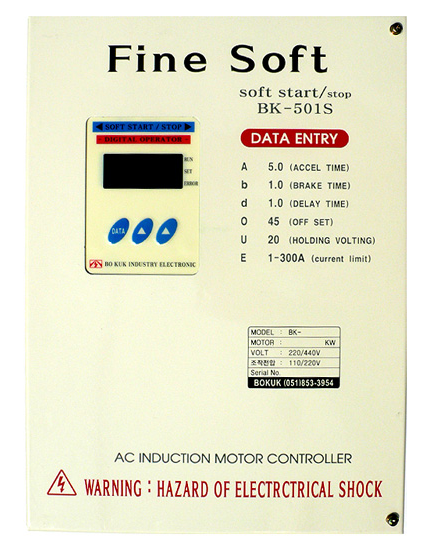 Fine Soft
soft start/stop
BK-501S
SOFT START / STOP
DIGITAL OPERATOR
RUN
SET
ERROR
DATA
BO KUK INDUSTRY ELECTRONIC
DATA ENTRY
A 5.0 (ACCEL TIME)
b 1.0 (BRAKE TIME)
d 1.0 (DELAY TIME)
O 45 (OFF SET)
U 20 (HOLDING VOLTING)
E 1-300A (current limit)
MODEL : BK-
MOTOR : KW
VOLT : 220/440V
조작전압 : 110/220V
Serial No.
BOKUK (051)853-3954
AC INDUCTION MOTOR CONTROLLER
WARNING : HAZARD OF ELECTRCTRICAL SHOCK